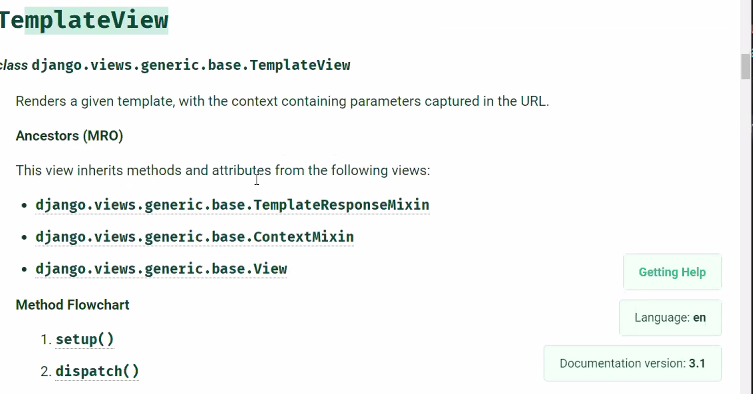 TemplateView
class django.views.generic.base.TemplateView
Renders a given template, with the context containing parameters captured in the URL.
Ancestors (MRO)
This view inherits methods and attributes from the following views:
• django.views.generic.base.TemplateResponseMixin
• django.views.generic.base.ContextMixin
• django.views.generic.base.View
Method Flowchart
1. setup()
2. dispatch()
Getting Help
Language: en
Documentation version: 3.1